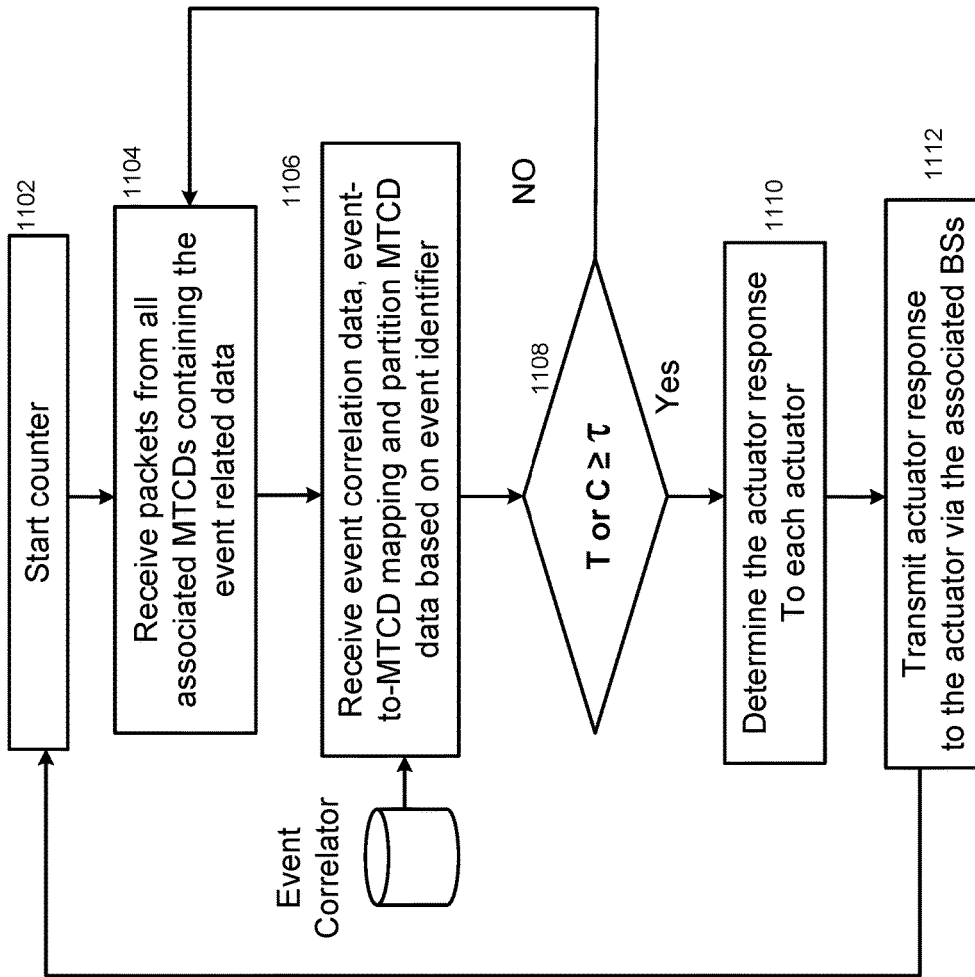 1102
Start counter
1104
Receive packets from all
associated MTCDs containing the
event related data
1106
Event
Correlator
Receive event correlation data, event-
to-MTCD mapping and partition MTCD
data based on event identifier
1108
T or C ≥ τ
NO
Yes
1110
Determine the actuator response
To each actuator
1112
Transmit actuator response
to the actuator via the associated BSs